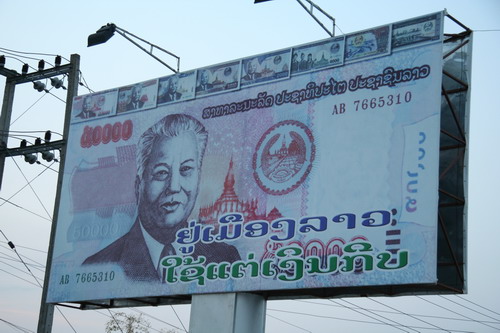 ສາທາລະນະລັດ ປະຊາທິປະໄຕ ປະຊາຊົນລາວ
50000
AB 7665310
50000
ຢູ່ເມືອງລາວ
AB 7665310
ໃຊ້ແຕ່ເງິນກີບ